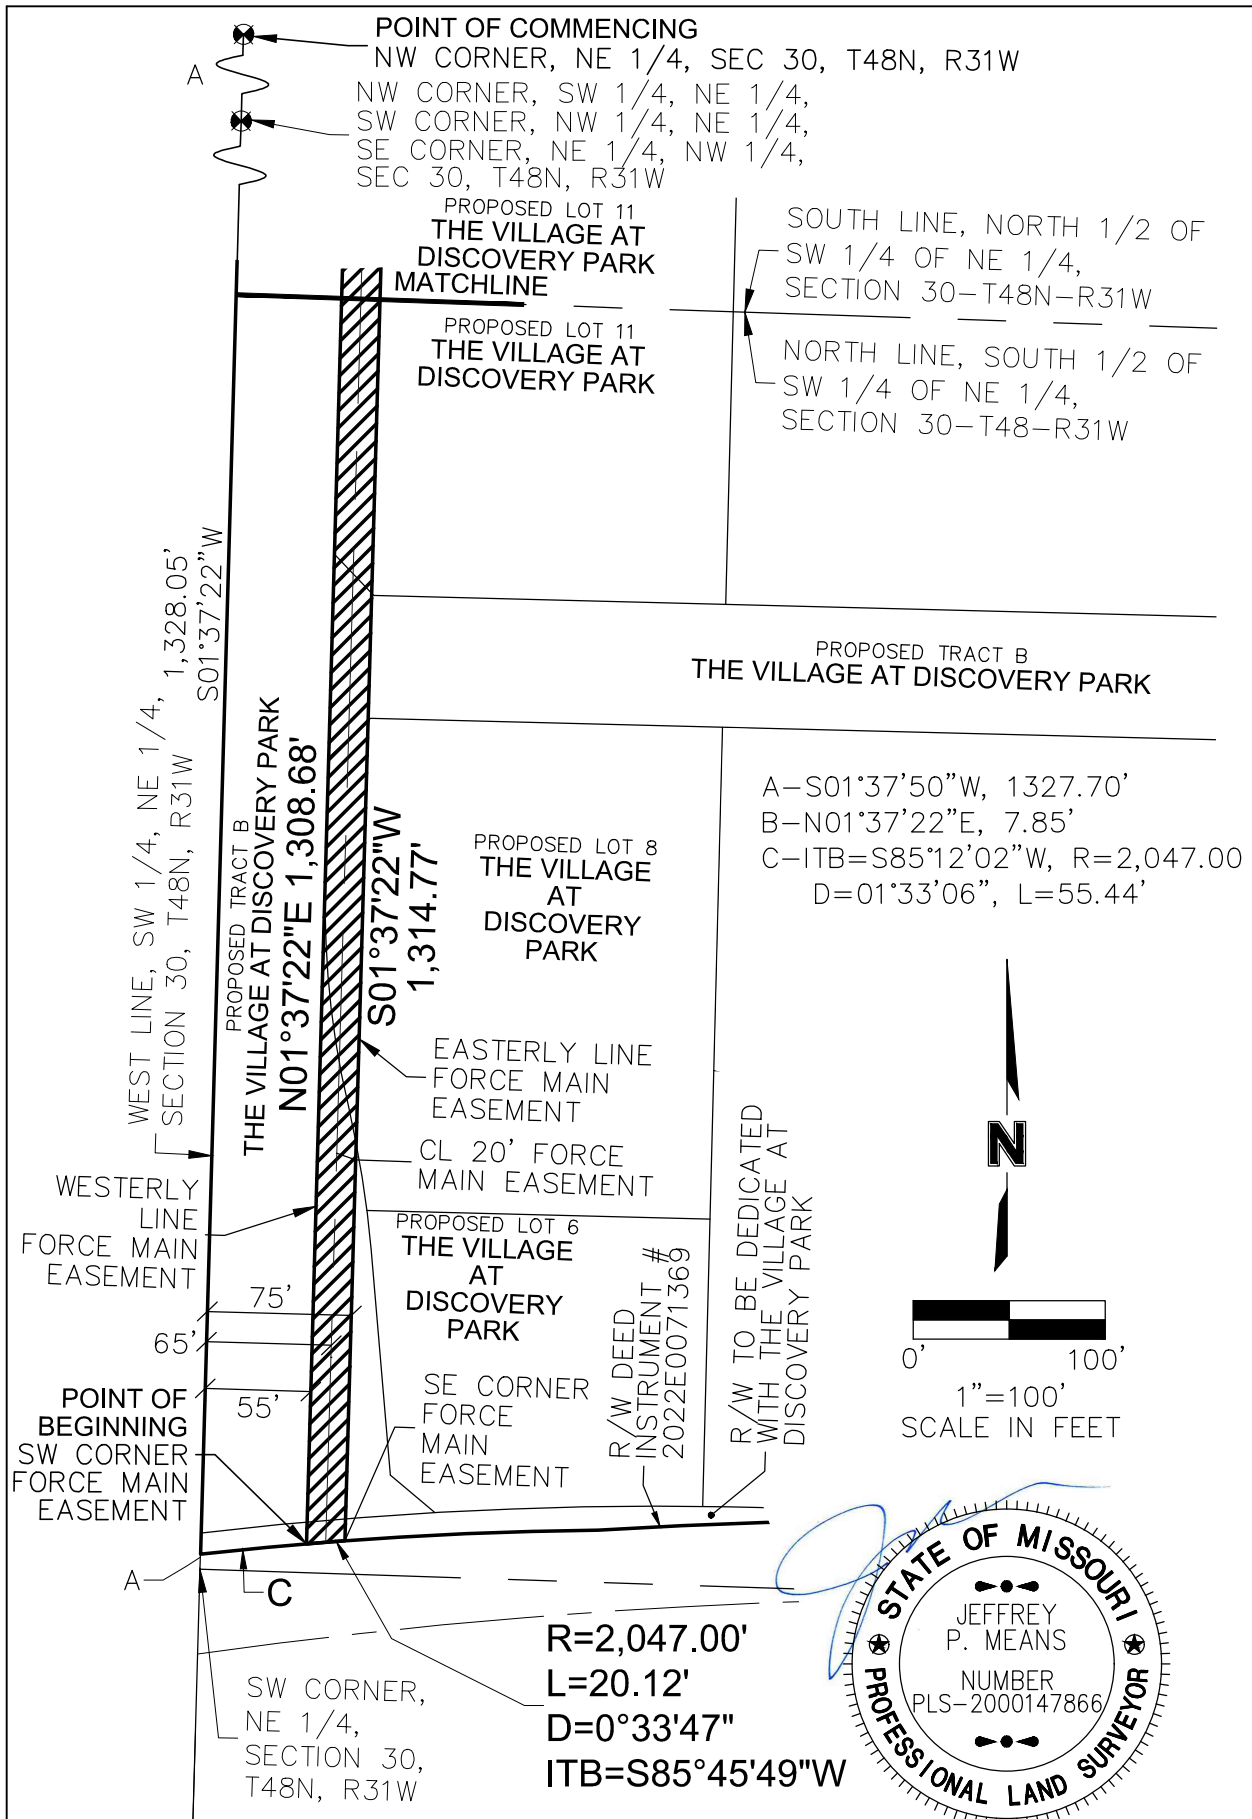 POINT OF COMMENCING
NW CORNER, NE 1/4, SEC 30, T48N, R31W
A
NW CORNER, SW 1/4, NE 1/4,
SW CORNER, NW 1/4, NE 1/4,
SE CORNER, NE 1/4, NW 1/4,
SEC 30, T48N, R31W
PROPOSED LOT 11
THE VILLAGE AT
DISCOVERY PARK
MATCHLINE
SOUTH LINE, NORTH 1/2 OF
SW 1/4 OF NE 1/4,
SECTION 30-T48N-R31W
PROPOSED LOT 11
THE VILLAGE AT
DISCOVERY PARK
NORTH LINE, SOUTH 1/2 OF
SW 1/4 OF NE 1/4,
SECTION 30-T48-R31W
WEST LINE, SW 1/4, NE 1/4,
SECTION 30, T48N, R31W
1,328.05'
S01°37'22"W
PROPOSED TRACT B
THE VILLAGE AT DISCOVERY PARK
PROPOSED TRACT B
THE VILLAGE AT DISCOVERY PARK
N01°37'22"E 1,308.68'
S01°37'22"W
1,314.77'
A-S01°37'50"W, 1327.70'
B-N01°37'22"E, 7.85'
C-ITB=S85°12'02"W, R=2,047.00
D=01°33'06", L=55.44'
PROPOSED LOT 8
THE VILLAGE
AT
DISCOVERY
PARK
EASTERLY LINE
FORCE MAIN
EASEMENT
CL 20' FORCE
MAIN EASEMENT
WESTERLY
LINE
FORCE MAIN
EASEMENT
PROPOSED LOT 6
THE VILLAGE
AT
DISCOVERY
PARK
R/W DEED
INSTRUMENT #
2022E0071369
R/W TO BE DEDICATED
WITH THE VILLAGE AT
DISCOVERY PARK
N
0'
100'
1"=100'
SCALE IN FEET
75'
65'
55'
POINT OF
BEGINNING
SW CORNER
FORCE MAIN
EASEMENT
SE CORNER
FORCE
MAIN
EASEMENT
A
C
SW CORNER,
NE 1/4,
SECTION 30,
T48N, R31W
R=2,047.00'
L=20.12'
D=0°33'47"
ITB=S85°45'49"W
STATE OF MISSOURI
JEFFREY
P. MEANS
NUMBER
PLS-2000147866
PROFESSIONAL LAND SURVEYOR